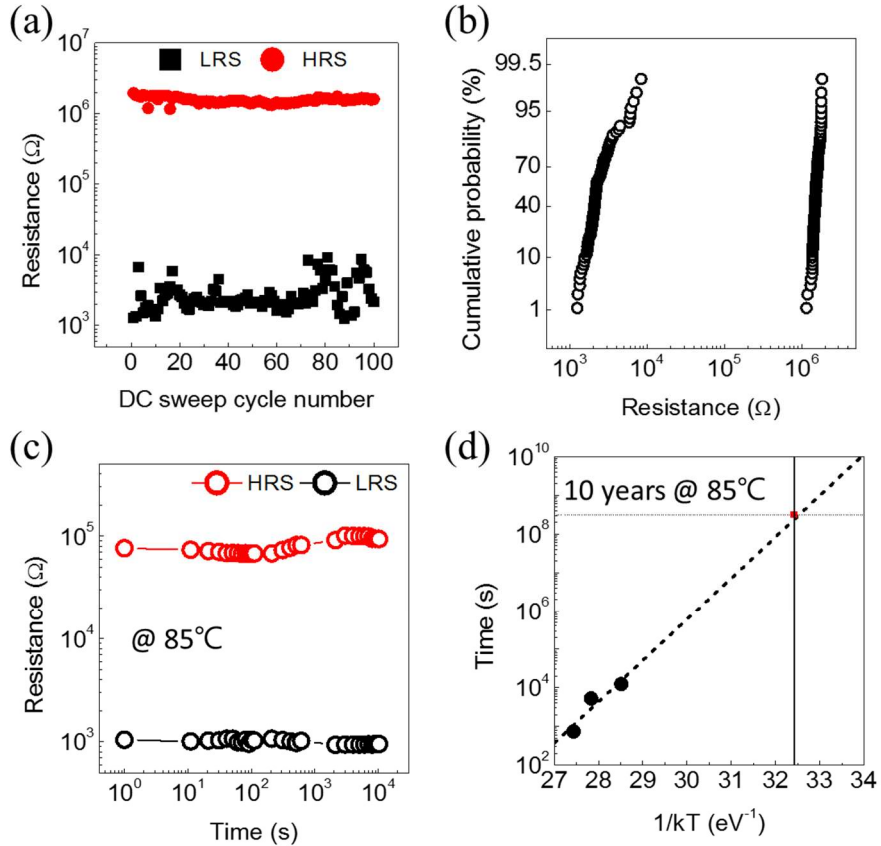 (a)
10⁷
10⁶
10⁵
10⁴
10³
Resistance (Ω)
LRS HRS
0 20 40 60 80 100
DC sweep cycle number
(b)
99.5
95
70
40
10
1
Cumulative probability (%)
10³ 10⁴ 10⁵ 10⁶
Resistance (Ω)
(c)
HRS LRS
10⁵
10⁴
10³
Resistance (Ω)
@ 85℃
10⁰ 10¹ 10² 10³ 10⁴
Time (s)
(d)
10¹⁰
10⁸
10⁶
10⁴
10²
Time (s)
10 years @ 85℃
27 28 29 30 31 32 33 34
1/kT (eV⁻¹)